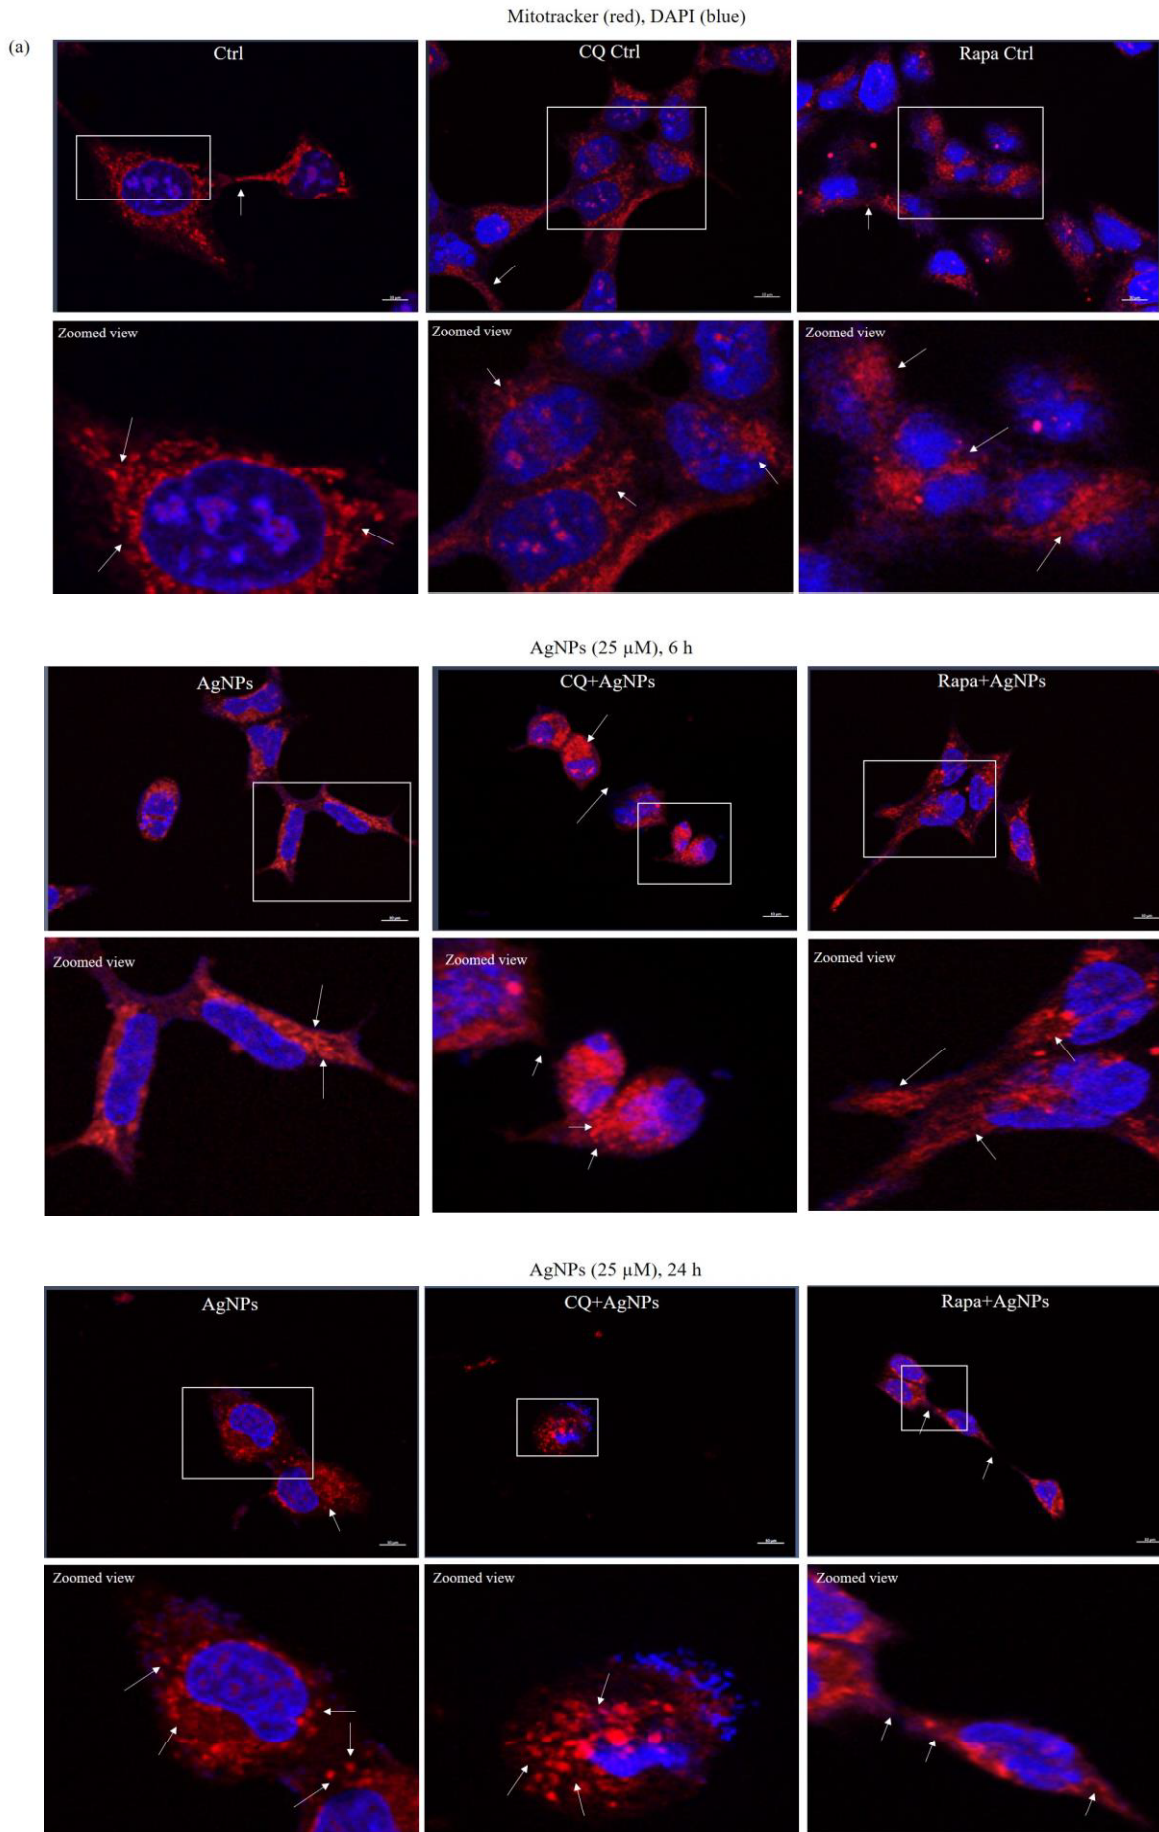 Mitotracker (red), DAPI (blue)
(a)
Ctrl
CQ Ctrl
Rapa Ctrl
Zoomed view
Zoomed view
Zoomed view
AgNPs (25 µM), 6 h
AgNPs
CQ+AgNPs
Rapa+AgNPs
Zoomed view
Zoomed view
Zoomed view
AgNPs (25 µM), 24 h
AgNPs
CQ+AgNPs
Rapa+AgNPs
Zoomed view
Zoomed view
Zoomed view